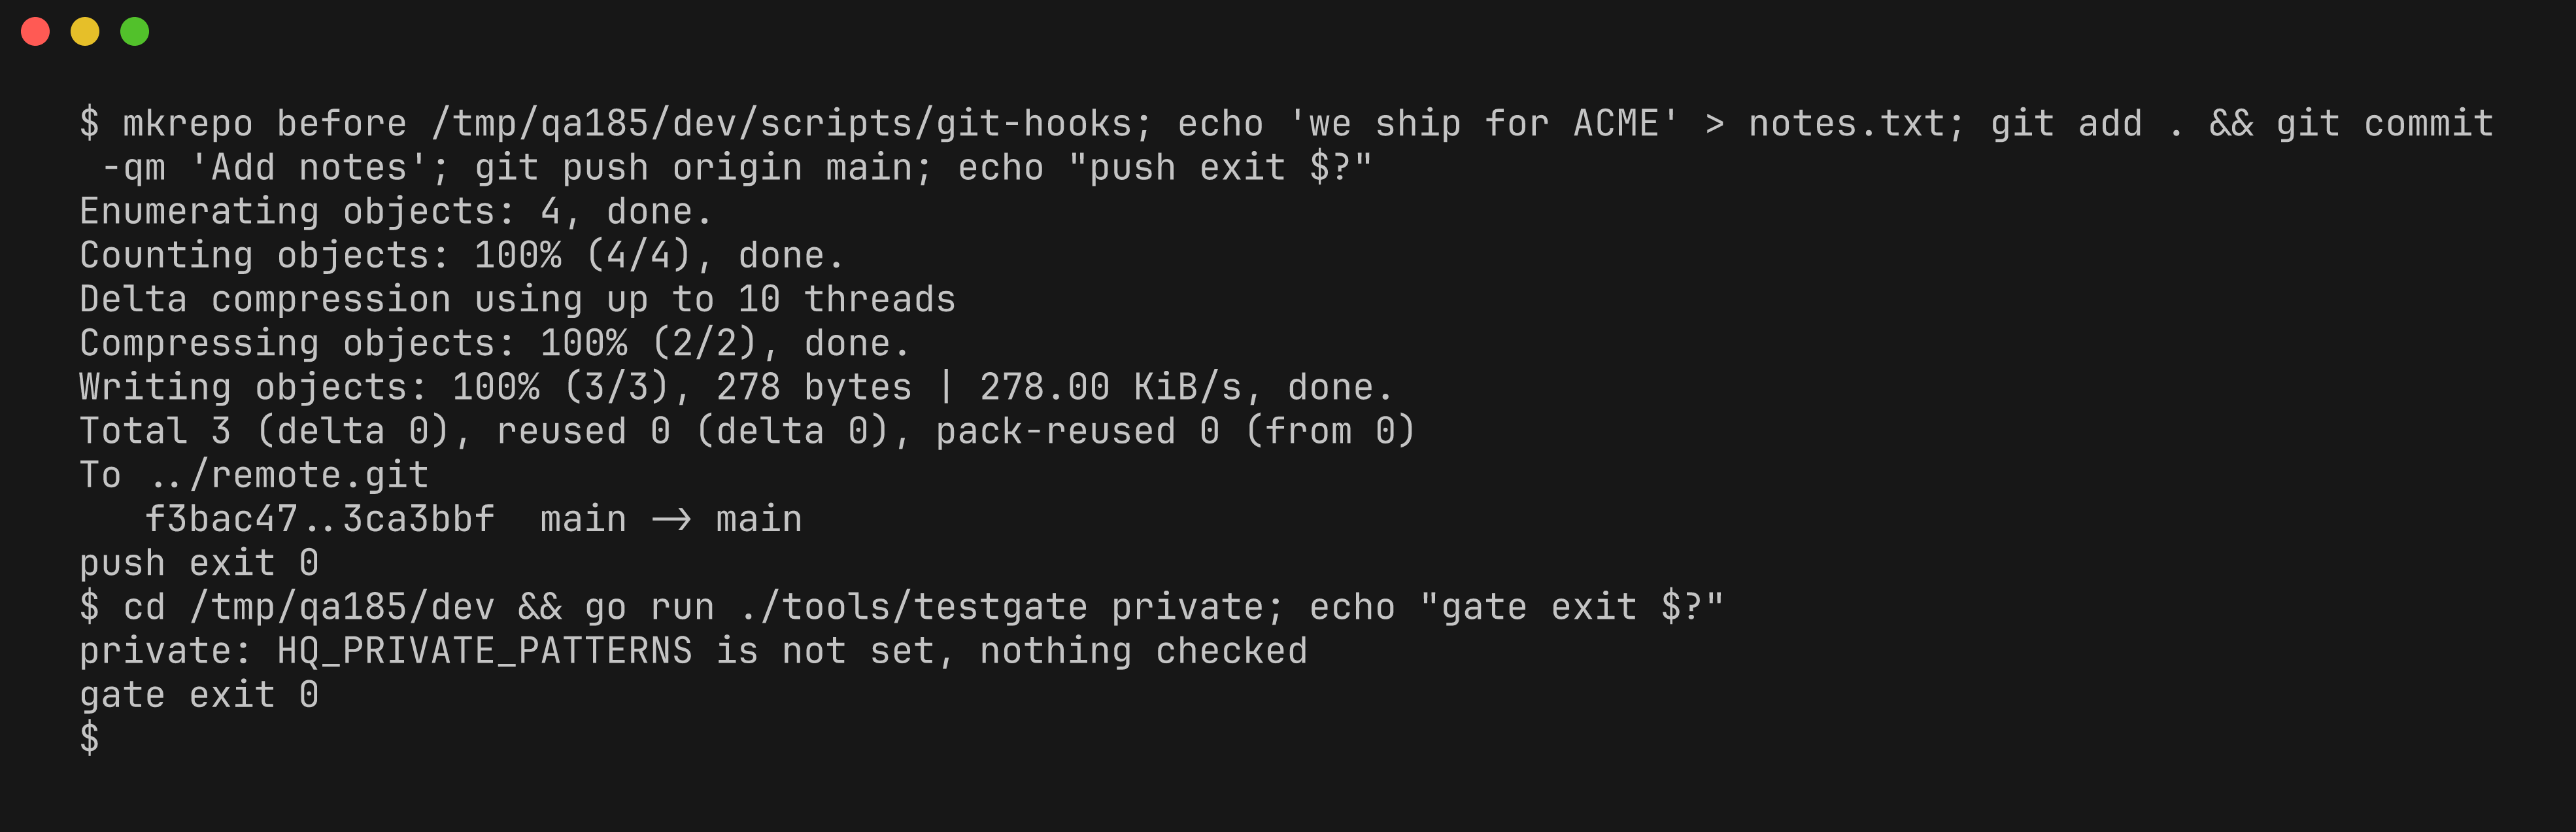 $ mkrepo before /tmp/qa185/dev/scripts/git-hooks; echo 'we ship for ACME' > notes.txt; git add . && git commit
 -qm 'Add notes'; git push origin main; echo "push exit $?"
Enumerating objects: 4, done.
Counting objects: 100% (4/4), done.
Delta compression using up to 10 threads
Compressing objects: 100% (2/2), done.
Writing objects: 100% (3/3), 278 bytes | 278.00 KiB/s, done.
Total 3 (delta 0), reused 0 (delta 0), pack-reused 0 (from 0)
To ../remote.git
   f3bac47..3ca3bbf  main -> main
push exit 0
$ cd /tmp/qa185/dev && go run ./tools/testgate private; echo "gate exit $?"
private: HQ_PRIVATE_PATTERNS is not set, nothing checked
gate exit 0
$